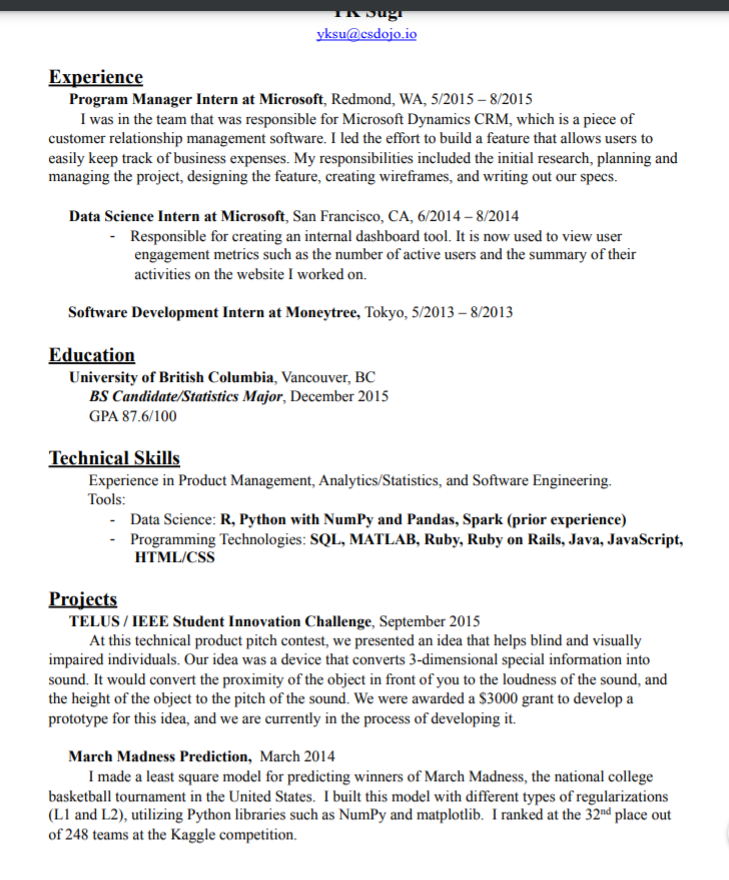 YK Sugi
yksu@csdojo.io
Experience
Program Manager Intern at Microsoft, Redmond, WA, 5/2015 – 8/2015
I was in the team that was responsible for Microsoft Dynamics CRM, which is a piece of
customer relationship management software. I led the effort to build a feature that allows users to
easily keep track of business expenses. My responsibilities included the initial research, planning and
managing the project, designing the feature, creating wireframes, and writing out our specs.
Data Science Intern at Microsoft, San Francisco, CA, 6/2014 – 8/2014
- Responsible for creating an internal dashboard tool. It is now used to view user
engagement metrics such as the number of active users and the summary of their
activities on the website I worked on.
Software Development Intern at Moneytree, Tokyo, 5/2013 – 8/2013
Education
University of British Columbia, Vancouver, BC
BS Candidate/Statistics Major, December 2015
GPA 87.6/100
Technical Skills
Experience in Product Management, Analytics/Statistics, and Software Engineering.
Tools:
- Data Science: R, Python with NumPy and Pandas, Spark (prior experience)
- Programming Technologies: SQL, MATLAB, Ruby, Ruby on Rails, Java, JavaScript,
HTML/CSS
Projects
TELUS / IEEE Student Innovation Challenge, September 2015
At this technical product pitch contest, we presented an idea that helps blind and visually
impaired individuals. Our idea was a device that converts 3-dimensional special information into
sound. It would convert the proximity of the object in front of you to the loudness of the sound, and
the height of the object to the pitch of the sound. We were awarded a $3000 grant to develop a
prototype for this idea, and we are currently in the process of developing it.
March Madness Prediction, March 2014
I made a least square model for predicting winners of March Madness, the national college
basketball tournament in the United States. I built this model with different types of regularizations
(L1 and L2), utilizing Python libraries such as NumPy and matplotlib. I ranked at the 32nd place out
of 248 teams at the Kaggle competition.